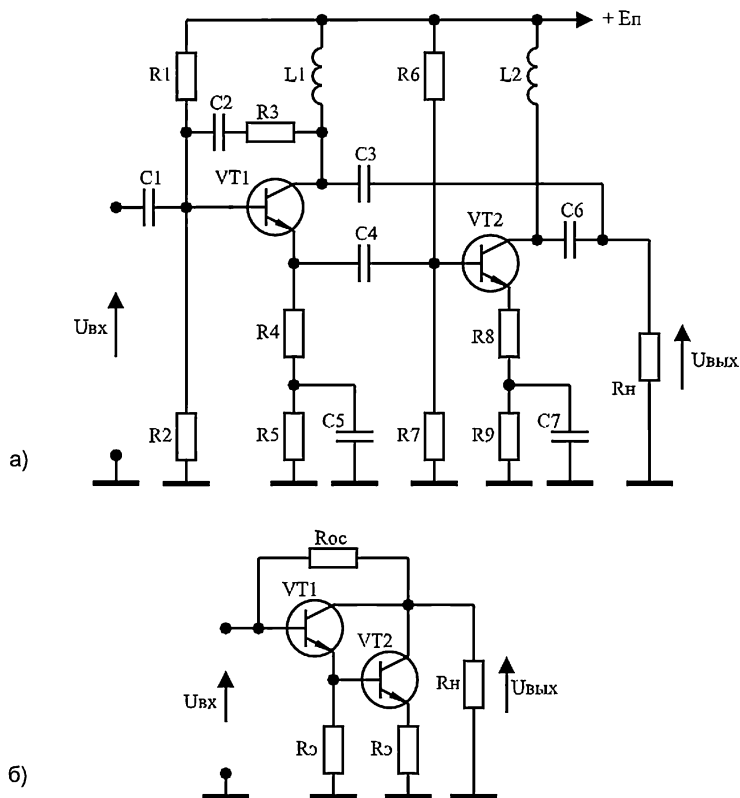 + Eп
R1
L1
R6
L2
C2
R3
C3
C1
VT1
C4
VT2
C6
Uвх
R4
R8
Rн
Uвых
R2
R5
C5
R7
R9
C7
а)
Rос
VT1
VT2
Uвх
Rн
Uвых
Rэ
Rэ
б)